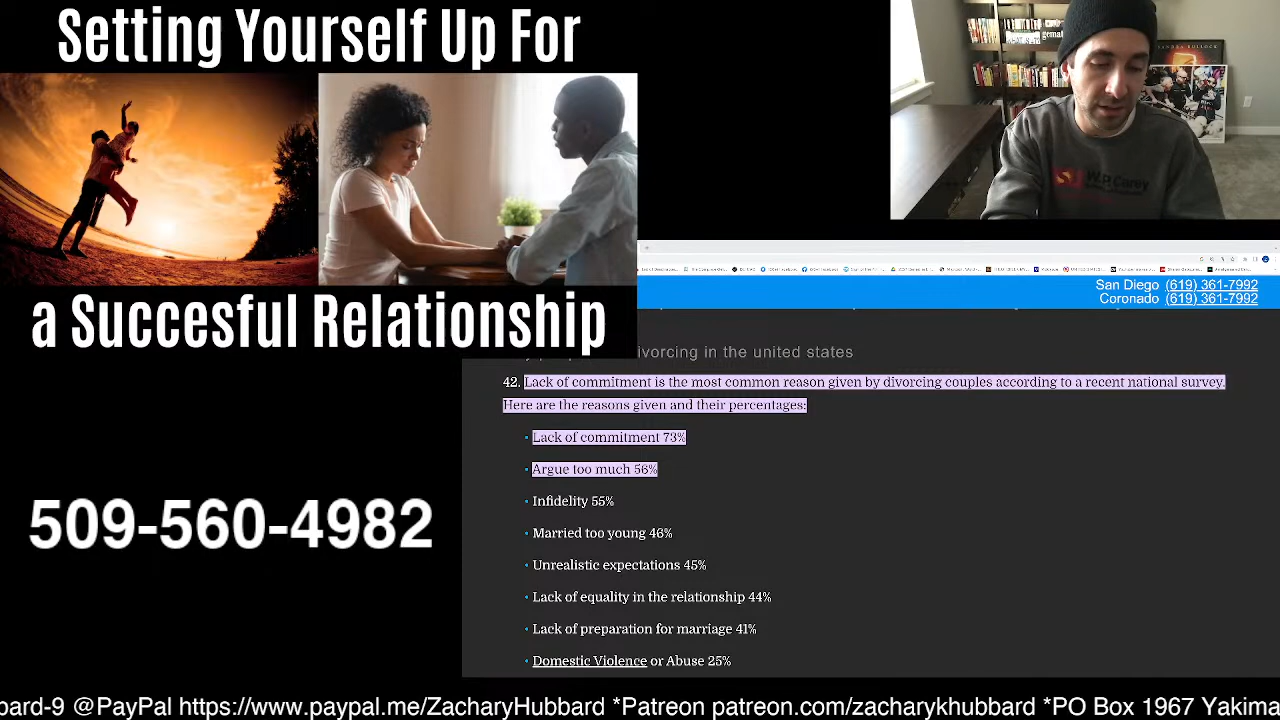 Setting Yourself Up For
a Succesful Relationship
SANDRA BULLOCK
W.P. Carey
San Diego (619) 361-7992
Coronado (619) 361-7992
ivorcing in the united states
42. Lack of commitment is the most common reason given by divorcing couples according to a recent national survey.
Here are the reasons given and their percentages:
• Lack of commitment 73%
• Argue too much 56%
• Infidelity 55%
• Married too young 46%
• Unrealistic expectations 45%
• Lack of equality in the relationship 44%
• Lack of preparation for marriage 41%
• Domestic Violence or Abuse 25%
509-560-4982
bard-9 @PayPal https://www.paypal.me/ZacharyHubbard *Patreon patreon.com/zacharykhubbard *PO Box 1967 Yakima